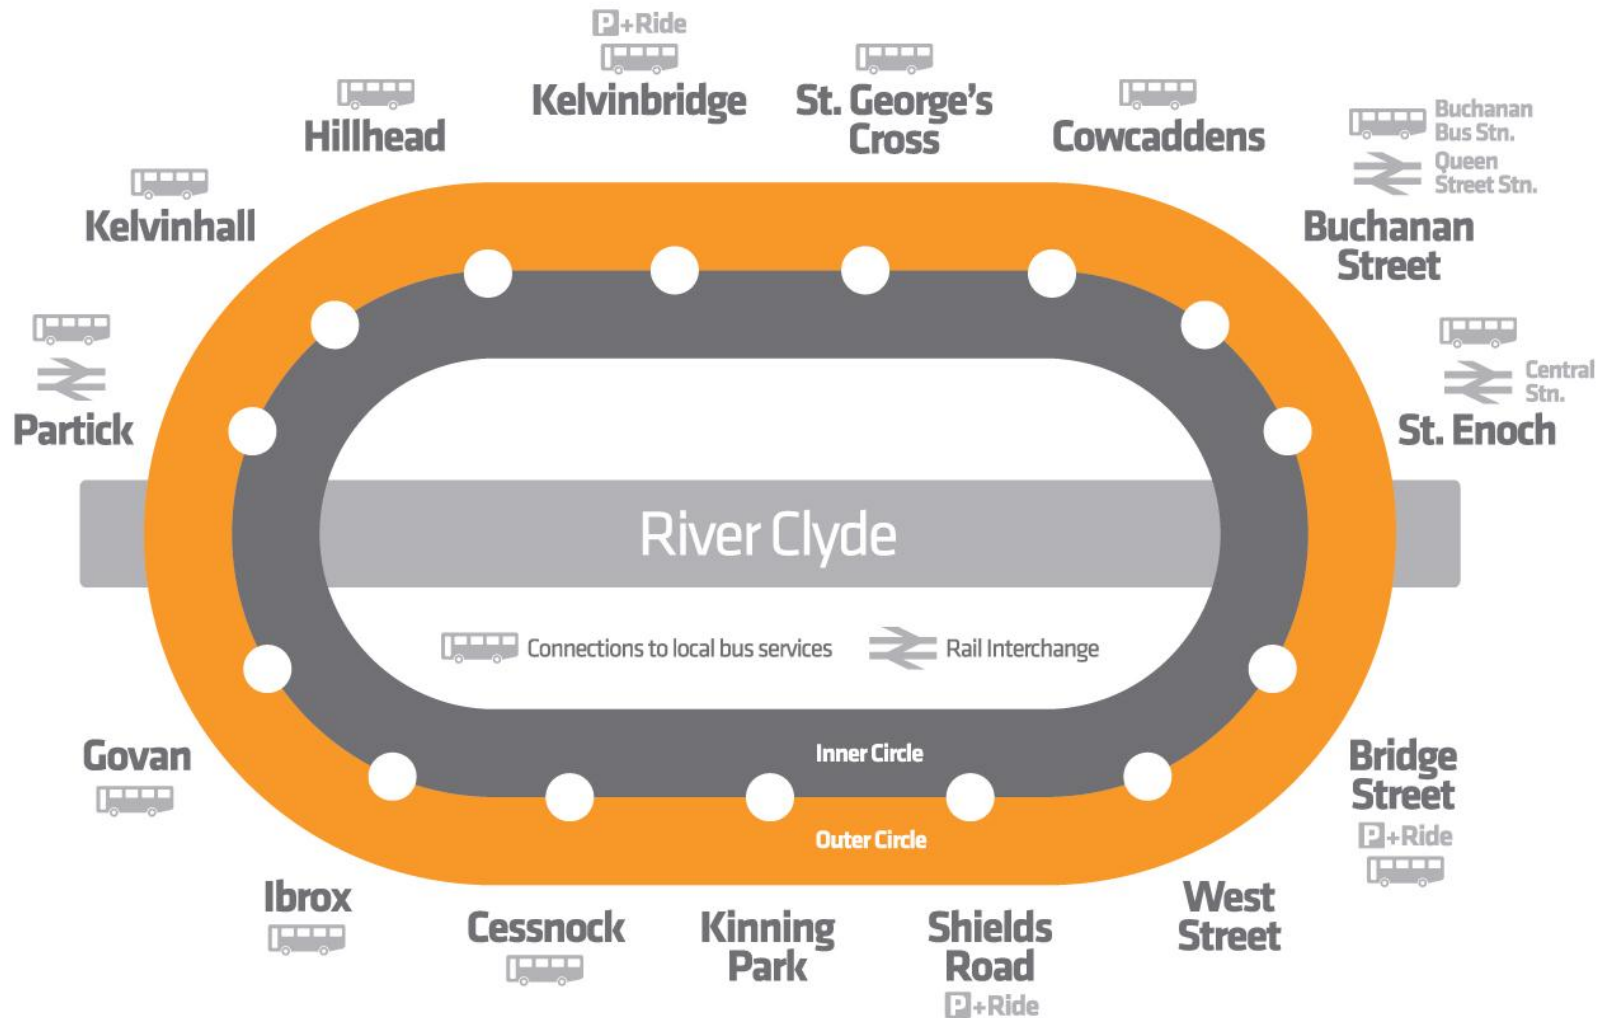 P+Ride
Kelvinbridge
St. George's
Cross
Hillhead
Cowcaddens
Buchanan
Bus Stn.
Queen
Street Stn.
Kelvinhall
Buchanan
Street
Partick
Central
Stn.
St. Enoch
River Clyde
Connections to local bus services
Rail Interchange
Inner Circle
Outer Circle
Govan
Bridge
Street
P+Ride
Ibrox
West
Street
Cessnock
Kinning
Park
Shields
Road
P+Ride